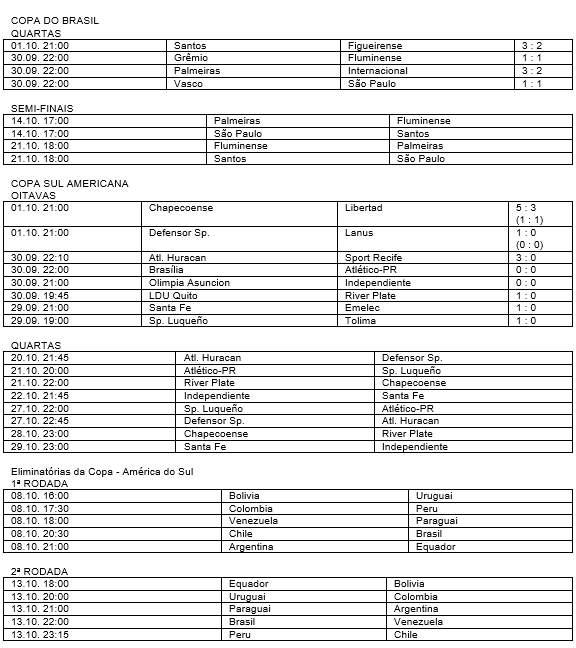 COPA DO BRASIL
QUARTAS
01.10. 21:00 Santos Figueirense 3 : 2
30.09. 22:00 Grêmio Fluminense 1 : 1
30.09. 22:00 Palmeiras Internacional 3 : 2
30.09. 22:00 Vasco São Paulo 1 : 1
SEMI-FINAIS
14.10. 17:00 Palmeiras Fluminense
14.10. 17:00 São Paulo Santos
21.10. 18:00 Fluminense Palmeiras
21.10. 18:00 Santos São Paulo
COPA SUL AMERICANA
OITAVAS
01.10. 21:00 Chapecoense Libertad 5 : 3
(1 : 1)
01.10. 21:00 Defensor Sp. Lanus 1 : 0
(0 : 0)
30.09. 22:10 Atl. Huracan Sport Recife 3 : 0
30.09. 22:00 Brasília Atlético-PR 0 : 0
30.09. 21:00 Olimpia Asuncion Independiente 0 : 0
30.09. 19:45 LDU Quito River Plate 1 : 0
29.09. 21:00 Santa Fe Emelec 1 : 0
29.09. 19:00 Sp. Luqueño Tolima 1 : 0
QUARTAS
20.10. 21:45 Atl. Huracan Defensor Sp.
21.10. 20:00 Atlético-PR Sp. Luqueño
21.10. 22:00 River Plate Chapecoense
22.10. 21:45 Independiente Santa Fe
27.10. 22:00 Sp. Luqueño Atlético-PR
27.10. 22:45 Defensor Sp. Atl. Huracan
28.10. 23:00 Chapecoense River Plate
29.10. 23:00 Santa Fe Independiente
Eliminatórias da Copa - América do Sul
1ª RODADA
08.10. 16:00 Bolivia Uruguai
08.10. 17:30 Colombia Peru
08.10. 18:00 Venezuela Paraguai
08.10. 20:30 Chile Brasil
08.10. 21:00 Argentina Equador
2ª RODADA
13.10. 18:00 Equador Bolivia
13.10. 20:00 Uruguai Colombia
13.10. 21:00 Paraguai Argentina
13.10. 22:00 Brasil Venezuela
13.10. 23:15 Peru Chile